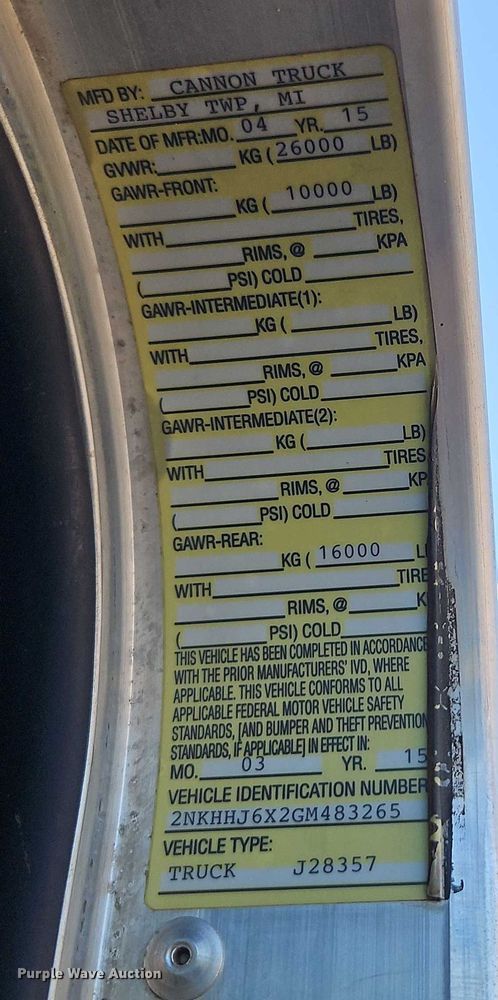 MFD BY: CANNON TRUCK
SHELBY TWP, MI
DATE OF MFR:MO. 04 YR. 15
GVWR: KG (26000 LB)
GAWR-FRONT:
KG ( 10000 LB)
WITH TIRES,
RIMS, @ KPA
( PSI) COLD
GAWR-INTERMEDIATE(1):
KG ( LB)
WITH TIRES,
RIMS, @ KPA
( PSI) COLD
GAWR-INTERMEDIATE(2):
KG ( LB)
WITH TIRES
RIMS, @ KP
( PSI) COLD
GAWR-REAR:
KG ( 16000 L
WITH TIRE
RIMS, @ K
( PSI) COLD
THIS VEHICLE HAS BEEN COMPLETED IN ACCORDANCE
WITH THE PRIOR MANUFACTURERS' IVD, WHERE
APPLICABLE. THIS VEHICLE CONFORMS TO ALL
APPLICABLE FEDERAL MOTOR VEHICLE SAFETY
STANDARDS, [AND BUMPER AND THEFT PREVENTION
STANDARDS, IF APPLICABLE] IN EFFECT IN:
MO. 03 YR. 15
VEHICLE IDENTIFICATION NUMBER
2NKHHJ6X2GM483265
VEHICLE TYPE:
TRUCK J28357
Purple Wave Auction